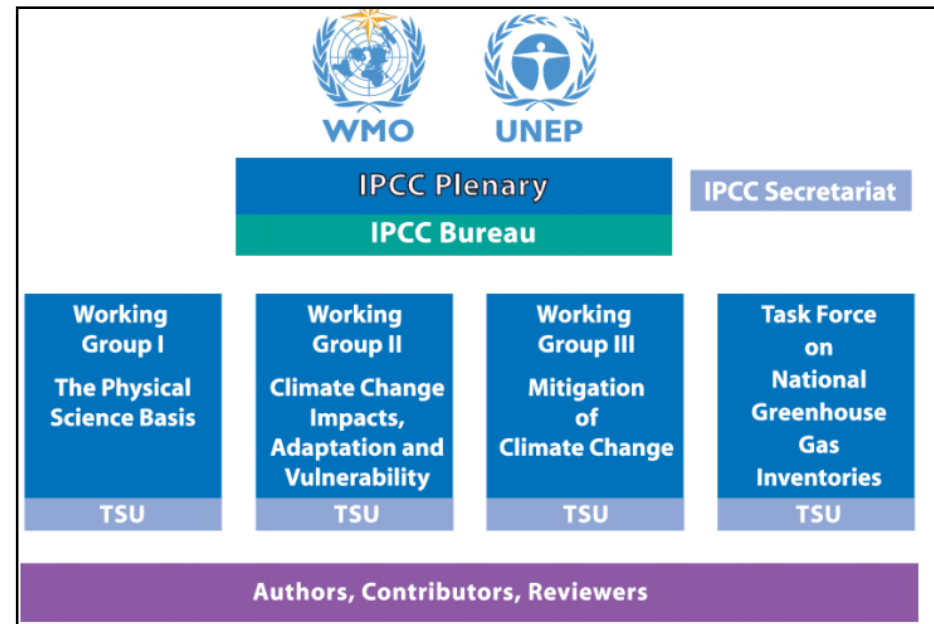 WMO
UNEP
IPCC Plenary
IPCC Secretariat
IPCC Bureau
Working
Group I
The Physical
Science Basis
TSU
Working
Group II
Climate Change
Impacts,
Adaptation and
Vulnerability
TSU
Working
Group III
Mitigation
of
Climate Change
TSU
Task Force
on
National
Greenhouse
Gas
Inventories
TSU
Authors, Contributors, Reviewers